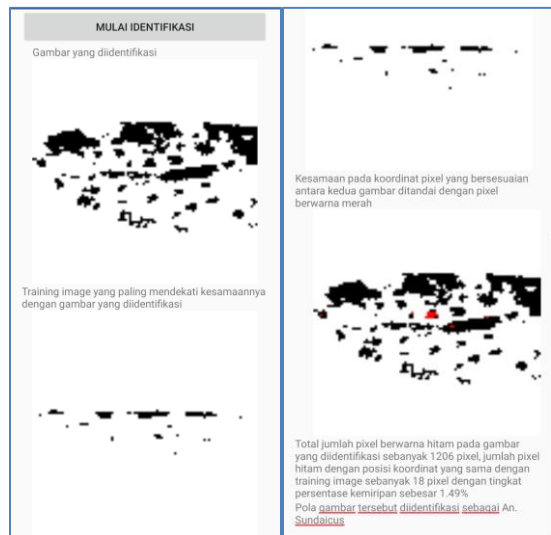 MULAI IDENTIFIKASI
Gambar yang diidentifikasi
Training image yang paling mendekati kesamaannya
dengan gambar yang diidentifikasi
Kesamaan pada koordinat pixel yang bersesuaian
antara kedua gambar ditandai dengan pixel
berwarna merah
Total jumlah pixel berwarna hitam pada gambar
yang diidentifikasi sebanyak 1206 pixel, jumlah pixel
hitam dengan posisi koordinat yang sama dengan
training image sebanyak 18 pixel dengan tingkat
persentase kemiripan sebesar 1.49%
Pola gambar tersebut diidentifikasi sebagai An.
Sundaicus